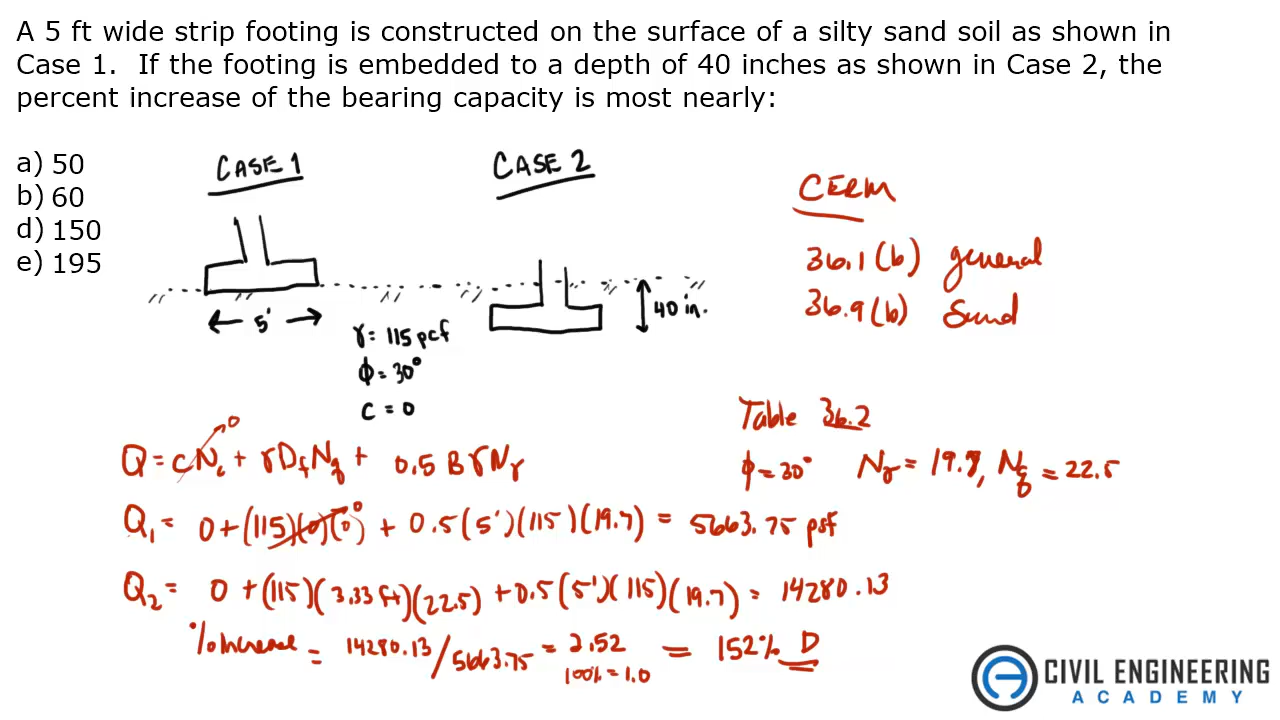 A 5 ft wide strip footing is constructed on the surface of a silty sand soil as shown in
Case 1.  If the footing is embedded to a depth of 40 inches as shown in Case 2, the
percent increase of the bearing capacity is most nearly:
a) 50
b) 60
d) 150
e) 195
CASE 1
CASE 2
5'
40 in.
γ = 115 pcf
ϕ = 30°
C = 0
CERM
36.1(b) general
36.9(b) Sand
Table 36.2
ϕ = 30° Nγ = 19.7, Nq = 22.5
Q = cNc + γDfNq + 0.5 B γ Nγ
0
Q1 = 0 + (115)(0)(0) + 0.5 (5')(115)(19.7) = 5663.75 psf
0
Q2 = 0 + (115)(3.33 ft)(22.5) + 0.5 (5')(115)(19.7) = 14280.13
% Increase = 14280.13 / 5663.75 = 2.52 = 152% D
100% = 1.0
CIVIL ENGINEERING
ACADEMY